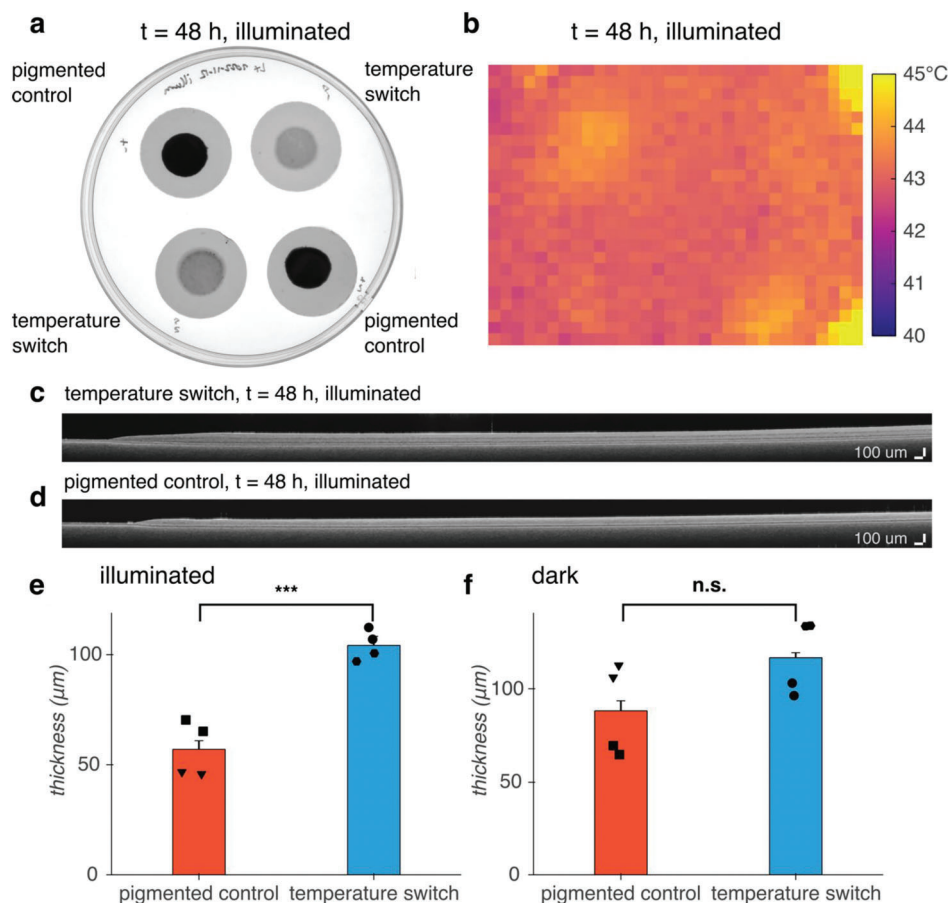 a
t = 48 h, illuminated
pigmented
control
temperature
switch
temperature
switch
pigmented
control
b
t = 48 h, illuminated
45°C
44
43
42
41
40
c temperature switch, t = 48 h, illuminated
100 um
d pigmented control, t = 48 h, illuminated
100 um
e illuminated
***
thickness (µm)
100
50
0
pigmented control
temperature switch
f dark
n.s.
thickness (µm)
100
50
0
pigmented control
temperature switch